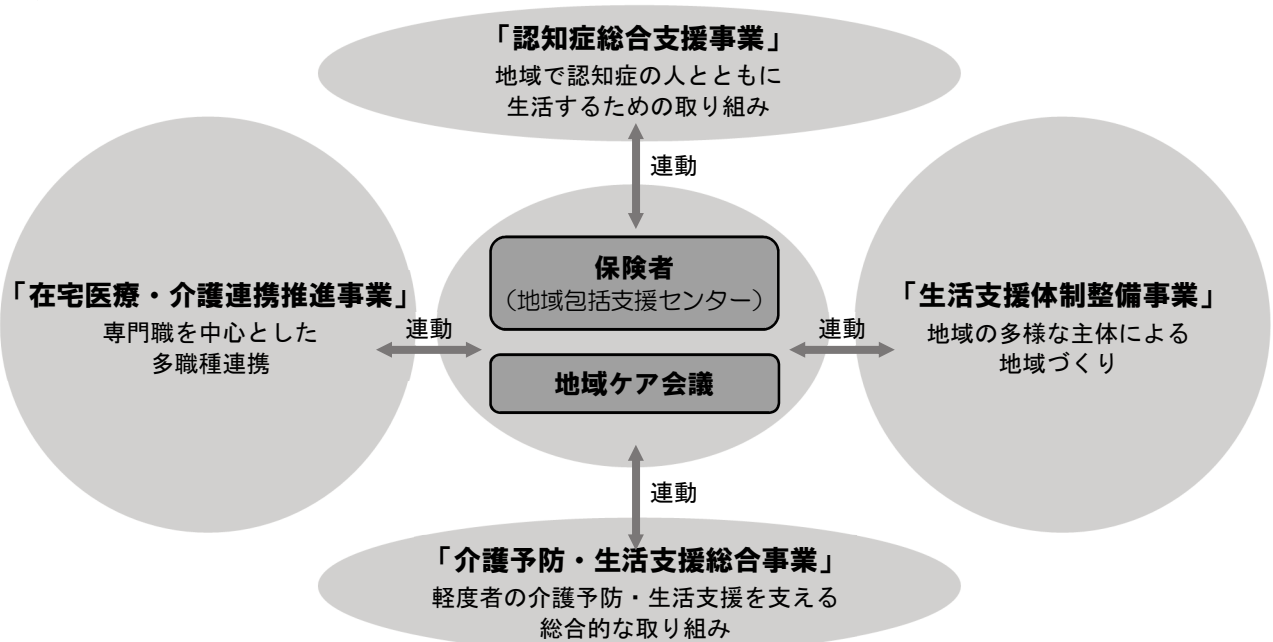 「認知症総合支援事業」
地域で認知症の人とともに
生活するための取り組み
連動
「在宅医療・介護連携推進事業」
専門職を中心とした
多職種連携
連動
保険者
（地域包括支援センター）
地域ケア会議
連動
「生活支援体制整備事業」
地域の多様な主体による
地域づくり
連動
「介護予防・生活支援総合事業」
軽度者の介護予防・生活支援を支える
総合的な取り組み